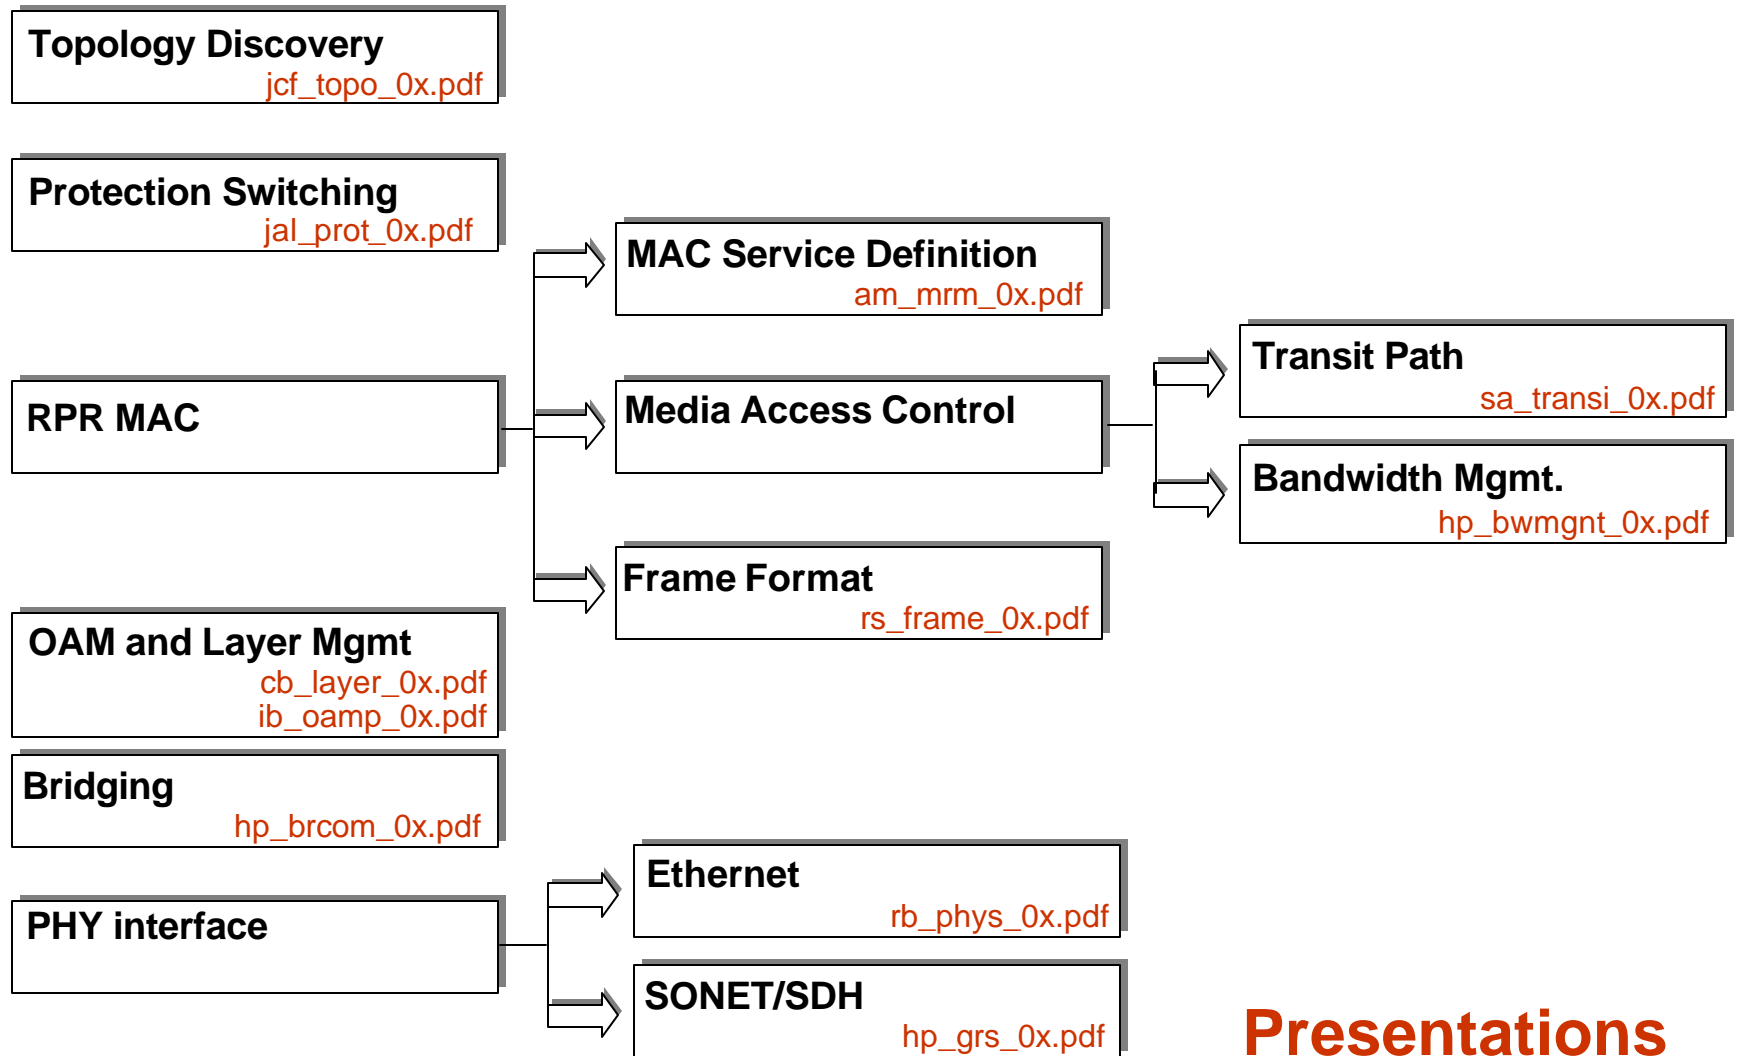 Topology Discovery
jcf_topo_0x.pdf
Protection Switching
jal_prot_0x.pdf
RPR MAC
MAC Service Definition
am_mrm_0x.pdf
Media Access Control
Frame Format
rs_frame_0x.pdf
Transit Path
sa_transi_0x.pdf
Bandwidth Mgmt.
hp_bwmgnt_0x.pdf
OAM and Layer Mgmt
cb_layer_0x.pdf
ib_oamp_0x.pdf
Bridging
hp_brcom_0x.pdf
PHY interface
Ethernet
rb_phys_0x.pdf
SONET/SDH
hp_grs_0x.pdf
Presentations